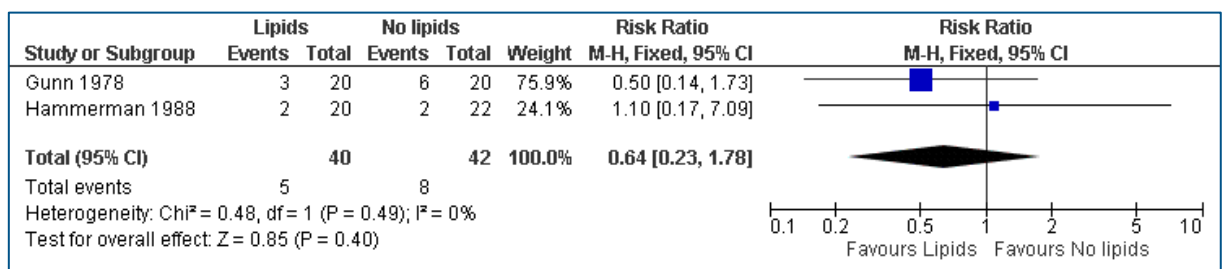 Lipids No lipids Risk Ratio Risk Ratio
Study or Subgroup Events Total Events Total Weight M-H, Fixed, 95% CI M-H, Fixed, 95% CI
Gunn 1978 3 20 6 20 75.9% 0.50 [0.14, 1.73]
Hammerman 1988 2 20 2 22 24.1% 1.10 [0.17, 7.09]
Total (95% CI) 40 42 100.0% 0.64 [0.23, 1.78]
Total events 5 8
Heterogeneity: Chi² = 0.48, df = 1 (P = 0.49); I² = 0%
Test for overall effect: Z = 0.85 (P = 0.40)
0.1 0.2 0.5 1 2 5 10
Favours Lipids Favours No lipids